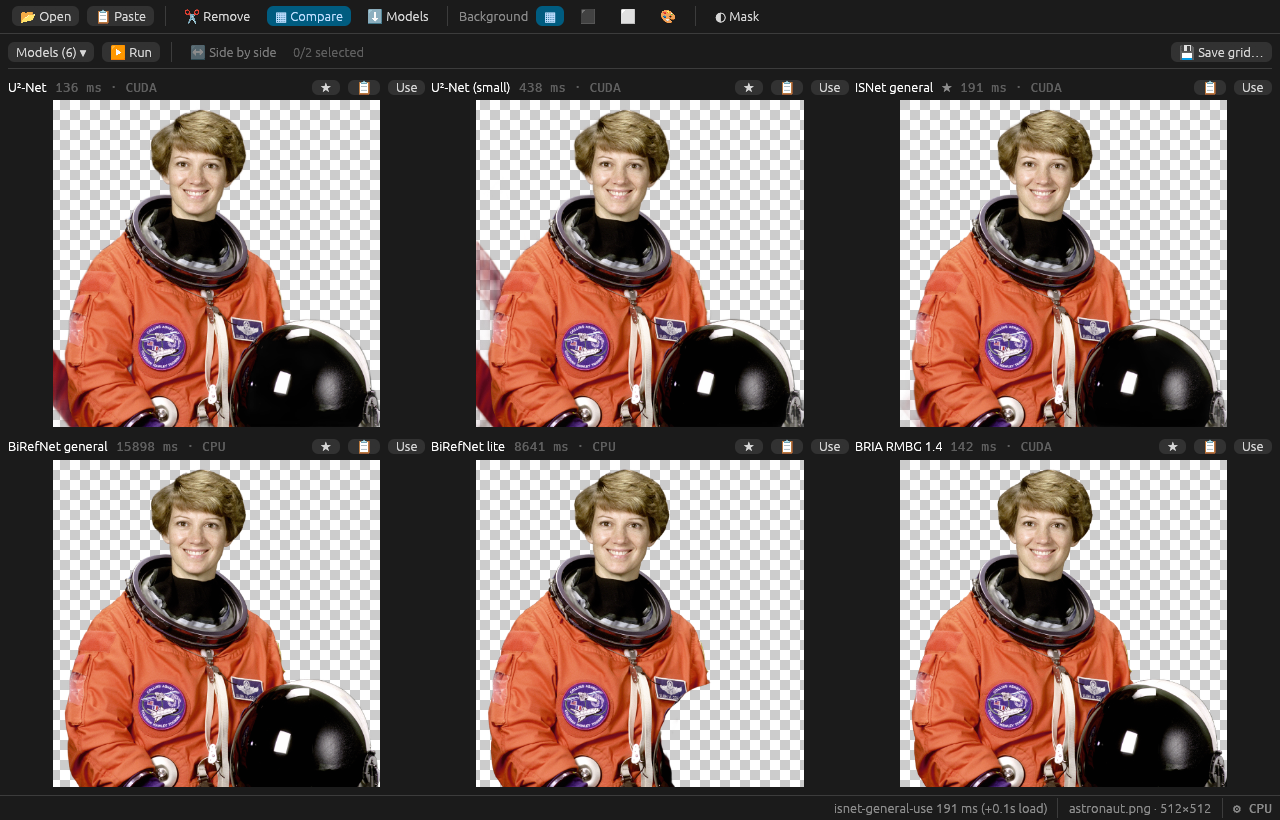 Open Paste Remove Compare Models Background Mask
Models (6) ▾ Run Side by side 0/2 selected Save grid…
U²-Net 136 ms · CUDA ★ Use U²-Net (small) 438 ms · CUDA ★ Use ISNet general ★ 191 ms · CUDA Use
BiRefNet general 15898 ms · CPU ★ Use BiRefNet lite 8641 ms · CPU ★ Use BRIA RMBG 1.4 142 ms · CUDA ★ Use
isnet-general-use 191 ms (+0.1s load) astronaut.png · 512×512 CPU